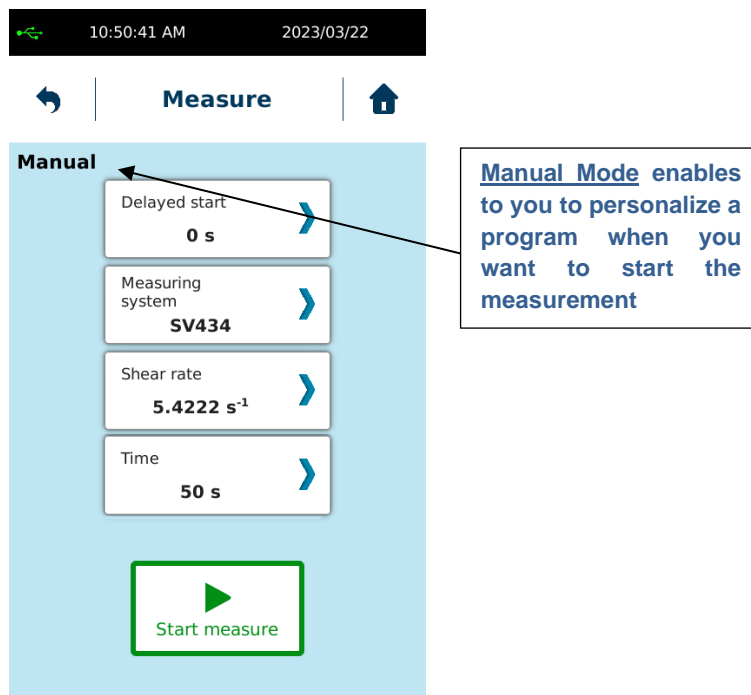 10:50:41 AM 2023/03/22
Measure
Manual
Delayed start
0 s
Measuring
system
SV434
Shear rate
5.4222 s⁻¹
Time
50 s
Start measure
Manual Mode enables
to you to personalize a
program when you
want to start the
measurement